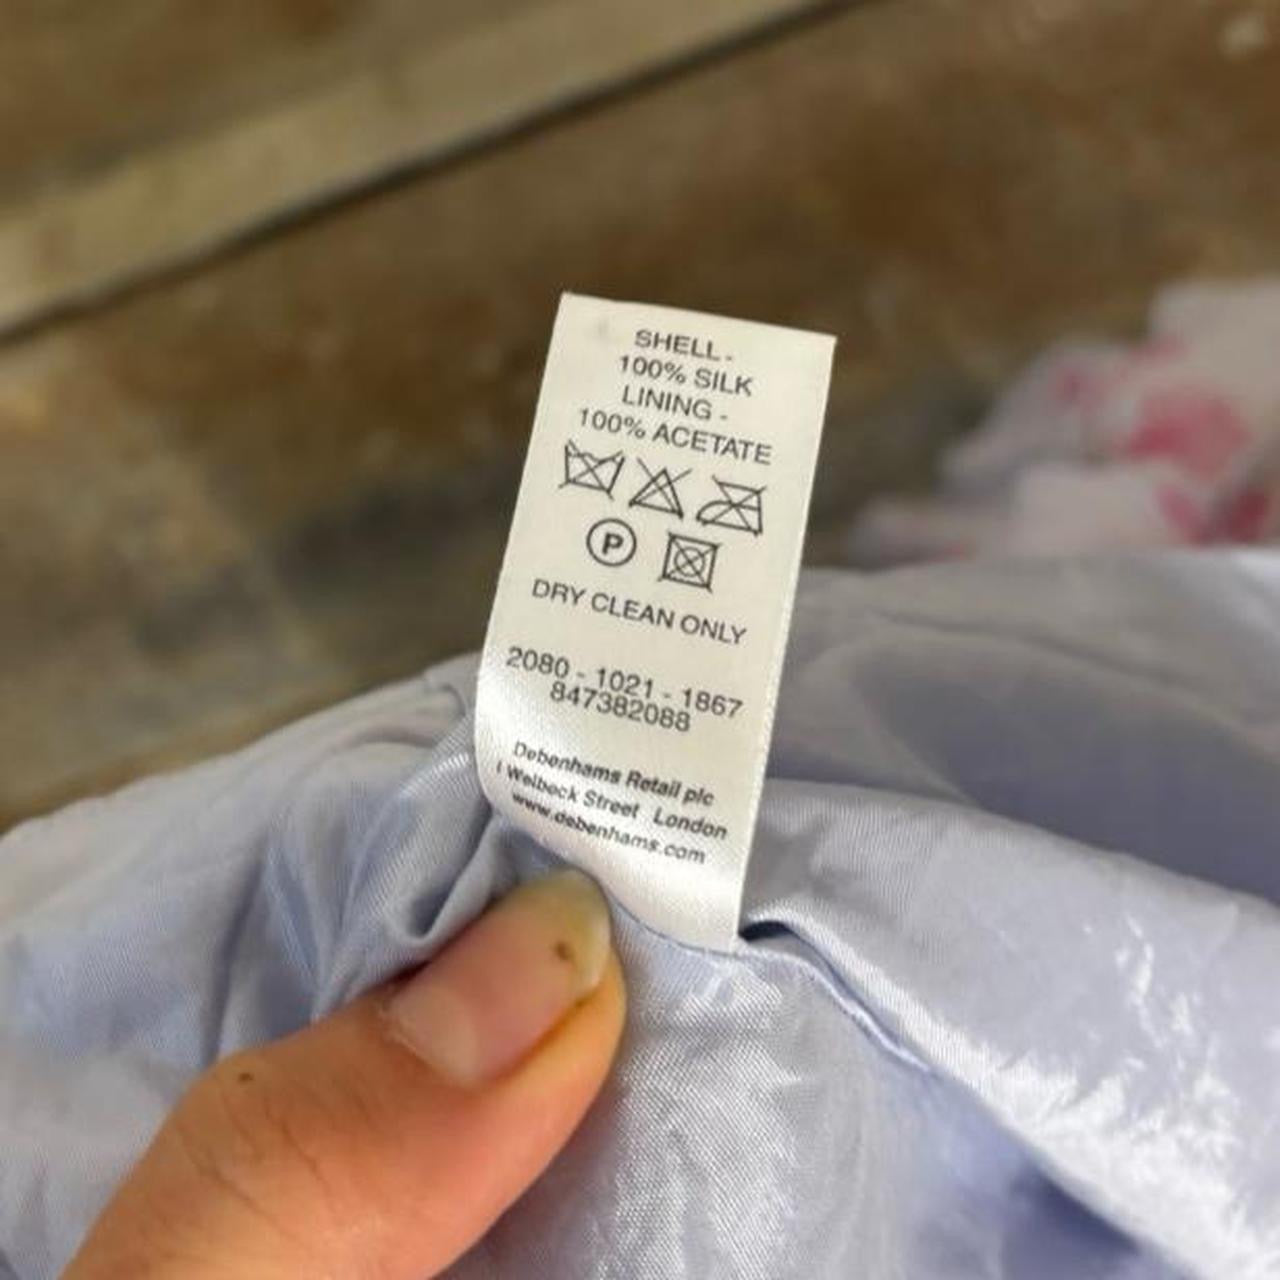 SHELL -
100% SILK
LINING -
100% ACETATE
P
DRY CLEAN ONLY
2080 - 1021 - 1867
847382088
Debenhams Retail plc
1 Welbeck Street London
www.debenhams.com